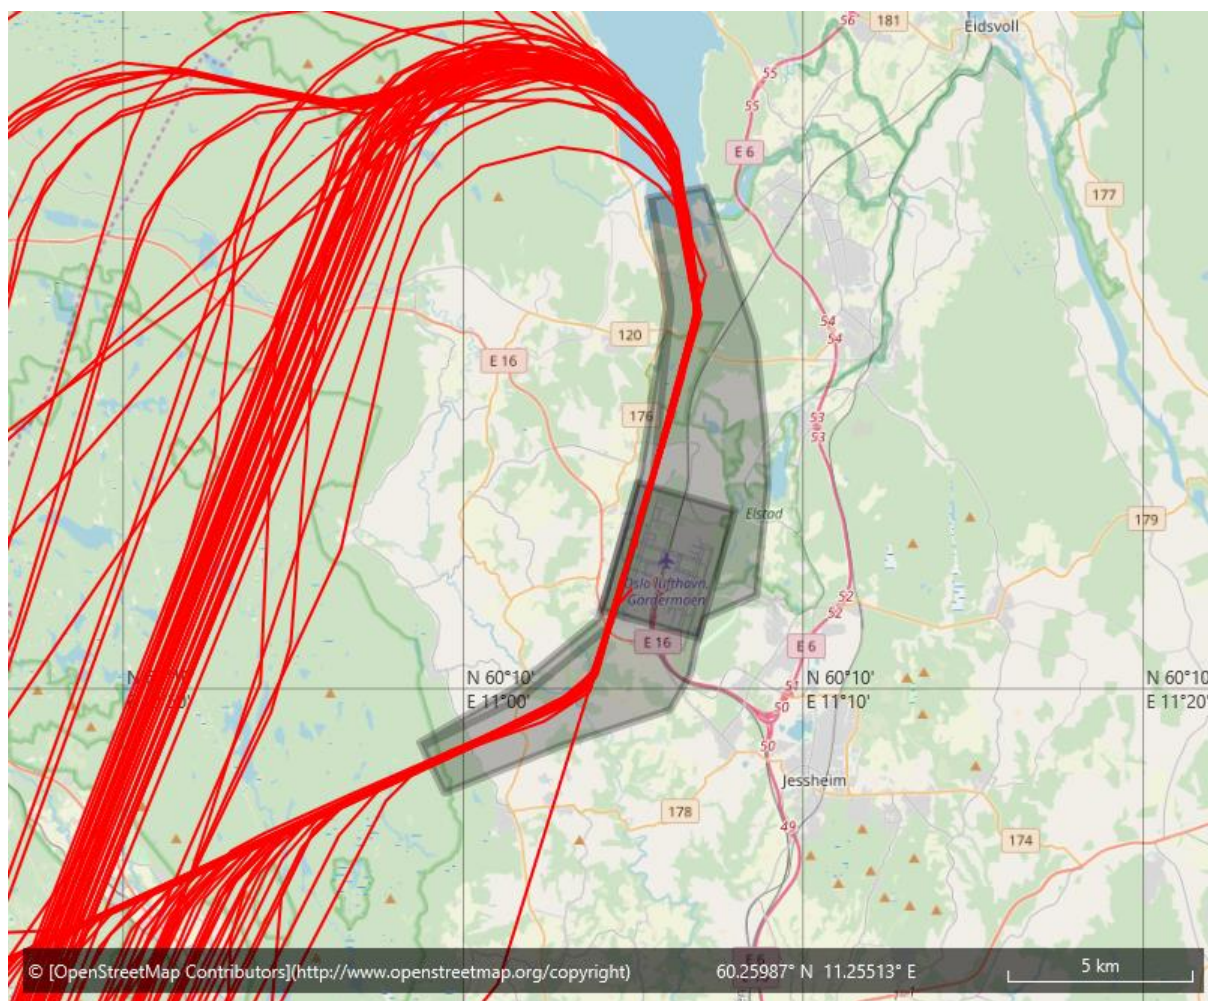 56
181
Eidsvoll
55
55
E 6
177
54
120
54
E 16
53
176
53
Elstad
179
Oslo lufthavn,
Gardermoen
52
52
E 16
E 6
N 60°10'
N 60°10'
N 60°10'
51
E 11°00'
E 11°10'
E 11°20'
50
50
Jessheim
178
49
174
E 6
© [OpenStreetMap Contributors](http://www.openstreetmap.org/copyright)
60.25987° N 11.25513° E
5 km